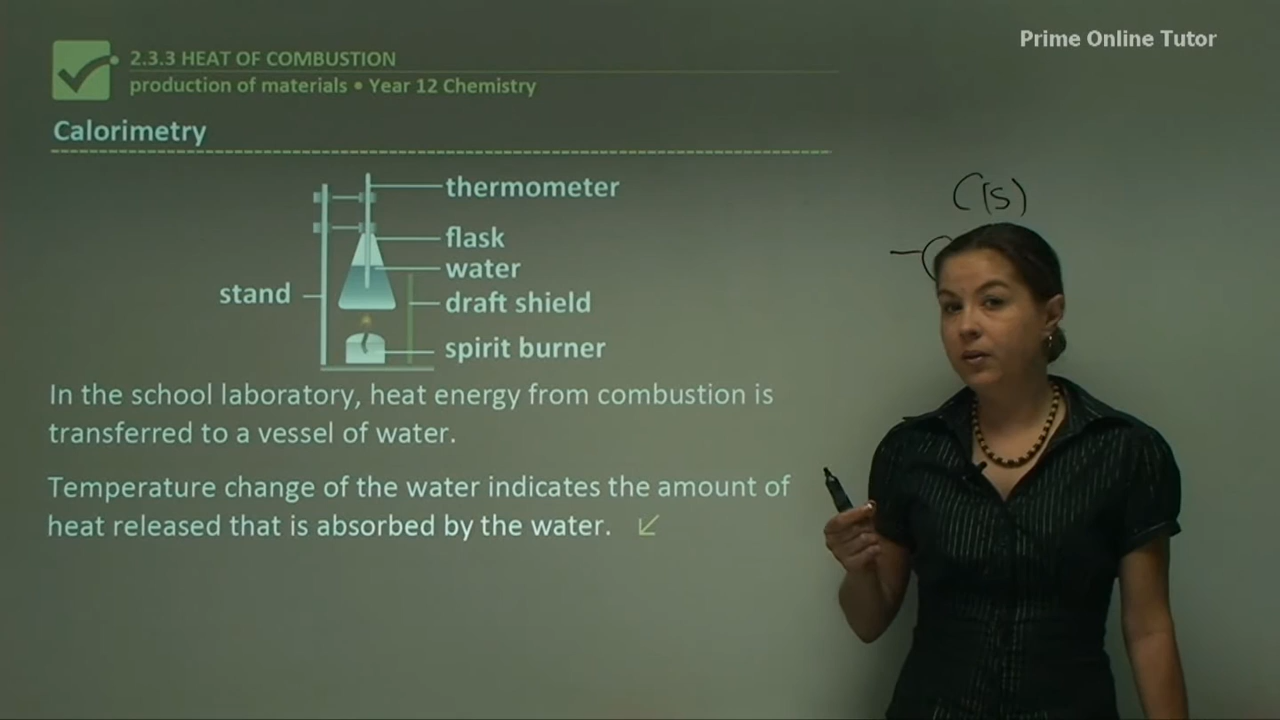 Prime Online Tutor
2.3.3 HEAT OF COMBUSTION
production of materials • Year 12 Chemistry
Calorimetry
thermometer
flask
water
stand
draft shield
spirit burner
In the school laboratory, heat energy from combustion is
transferred to a vessel of water.
Temperature change of the water indicates the amount of
heat released that is absorbed by the water.
C(s)